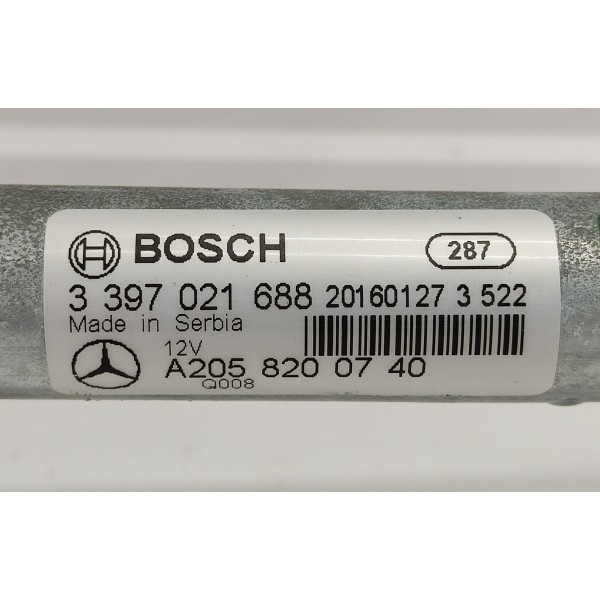 BOSCH 287
3 397 021 688 20160127 3 522
Made in Serbia
12V
A205 820 07 40
Q008